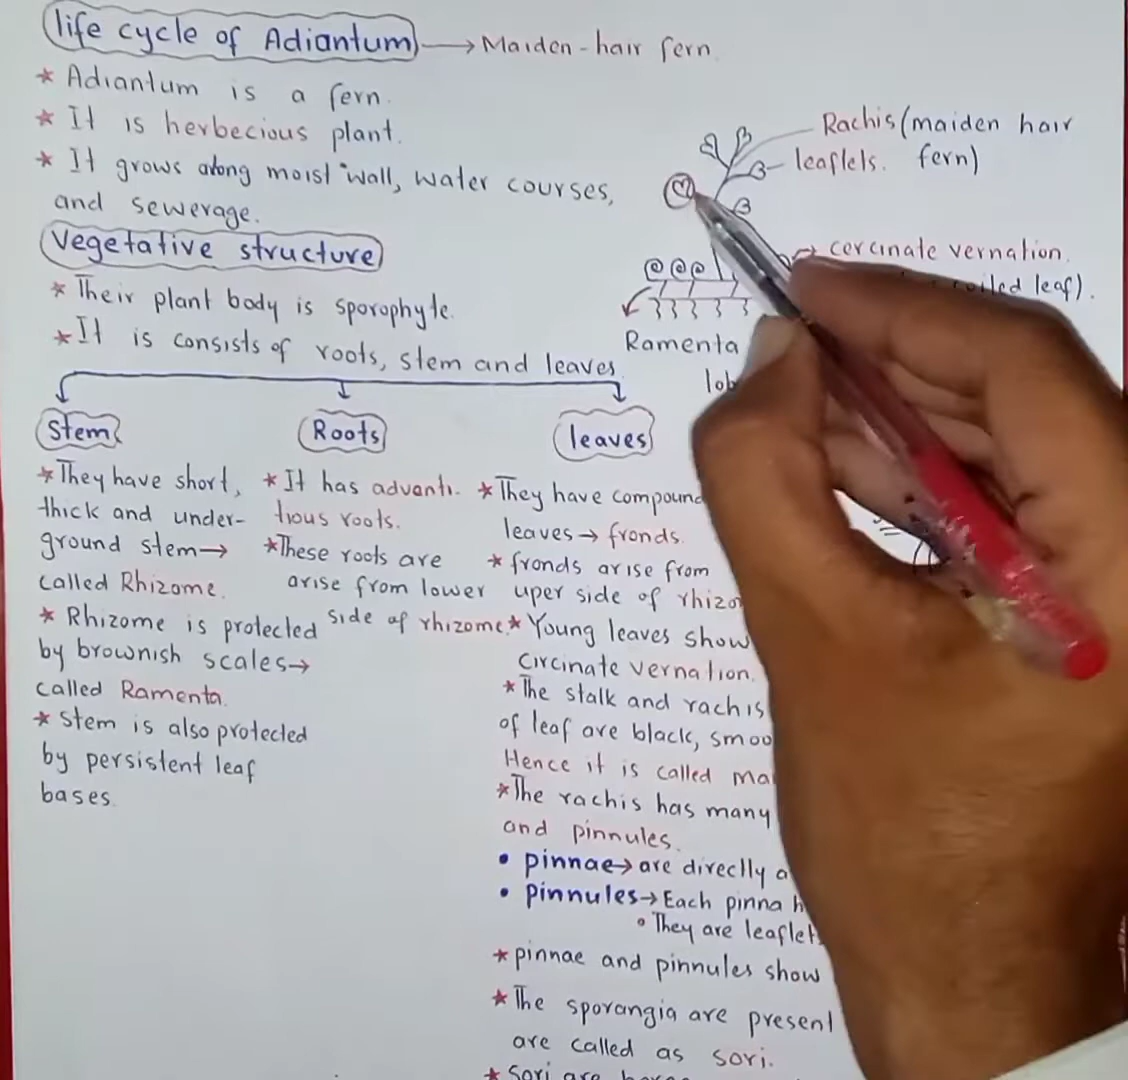 life cycle of Adiantum → Maiden-hair fern.
* Adiantum is a fern.
* It is herbecious plant.
* It grows along moist wall, water courses,
and sewerage.
Rachis (maiden hair
fern)
leaflets.
cercinate vernation.
coiled leaf).
Ramenta
Vegetative structure
* Their plant body is sporophyte.
* It is consists of roots, stem and leaves
Stem
* They have short,
thick and under-
ground stem →
called Rhizome.
* Rhizome is protected
by brownish scales →
called Ramenta.
* Stem is also protected
by persistent leaf
bases.
Roots
* It has advanti-
tious roots.
* These roots are
arise from lower
side of rhizome.
leaves
* They have compound
leaves → fronds.
* fronds arise from
uper side of
* Young leaves show
circinate vernation.
* The stalk and rachis
of leaf are black,
Hence it is called
* The rachis has many
and pinnules.
• pinnae → are directly
• pinnules → Each pinna
• They are
* pinnae and pinnules show
* The sporangia are present
are called as sori.
* Sori are